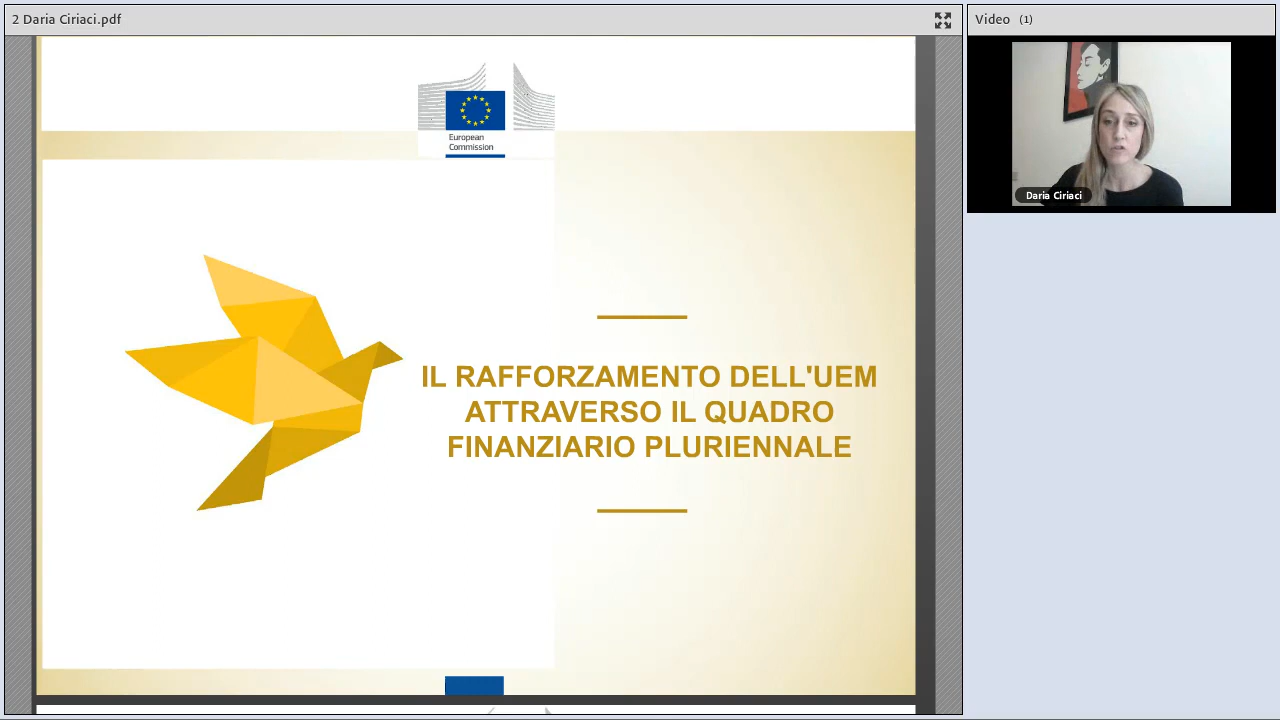 2 Daria Ciriaci.pdf
Video (1)
European
Commission
Daria Ciriaci
IL RAFFORZAMENTO DELL'UEM
ATTRAVERSO IL QUADRO
FINANZIARIO PLURIENNALE